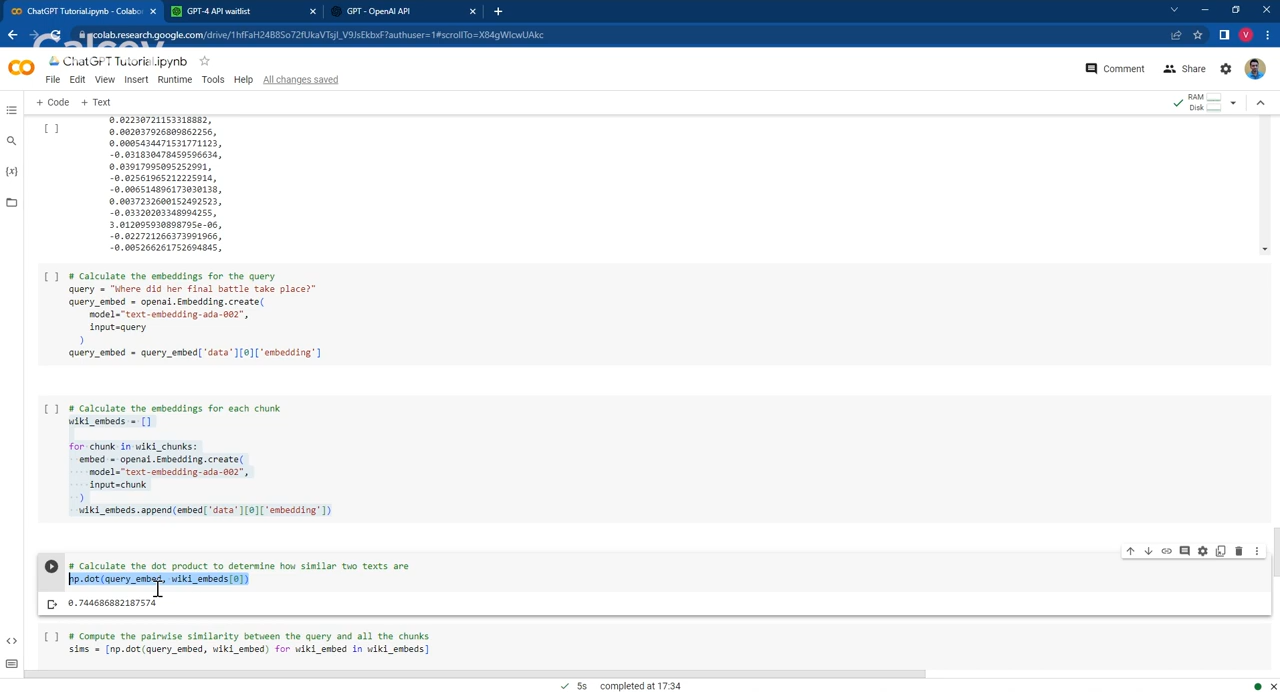 ChatGPT Tutorial.ipynb - Colabo
GPT-4 API waitlist
GPT - OpenAI API
colab.research.google.com/drive/1hfFaH24B8So72fUkaVTsjl_V9JsEkbxF?authuser=1#scrollTo=X84gWlcwUAkc
V
Calcey
ChatGPT Tutorial.ipynb
File Edit View Insert Runtime Tools Help All changes saved
Comment Share
+ Code + Text
RAM
Disk
0.02230721153318882,
0.002037926809862256,
0.0005434471531771123,
-0.031830478459596634,
0.03917995095252991,
-0.02561965212225914,
-0.006514896173030138,
0.0037232600152492523,
-0.03320203348994255,
3.012095930898795e-06,
-0.022721266373991966,
-0.005266261752694845,
[ ]
[ ] # Calculate the embeddings for the query
query = "Where did her final battle take place?"
query_embed = openai.Embedding.create(
model="text-embedding-ada-002",
input=query
)
query_embed = query_embed['data'][0]['embedding']
[ ] # Calculate the embeddings for each chunk
wiki_embeds = []
for chunk in wiki_chunks:
embed = openai.Embedding.create(
model="text-embedding-ada-002",
input=chunk
)
wiki_embeds.append(embed['data'][0]['embedding'])
# Calculate the dot product to determine how similar two texts are
np.dot(query_embed, wiki_embeds[0])
0.744686882187574
[ ] # Compute the pairwise similarity between the query and all the chunks
sims = [np.dot(query_embed, wiki_embed) for wiki_embed in wiki_embeds]
5s completed at 17:34